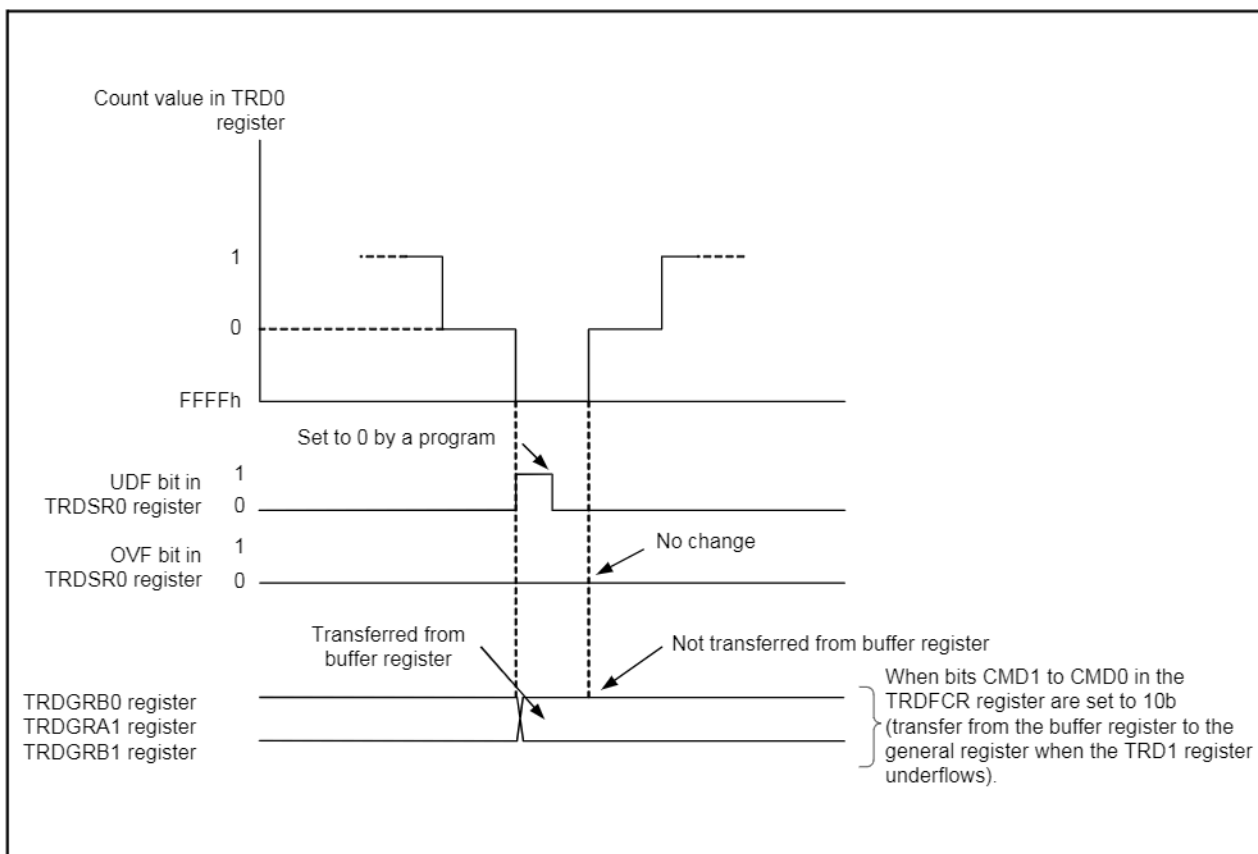 Count value in TRD0
register
1
0
FFFFh
Set to 0 by a program
UDF bit in
TRDSR0 register
1
0
No change
OVF bit in
TRDSR0 register
1
0
Transferred from
buffer register
Not transferred from buffer register
TRDGRB0 register
TRDGRA1 register
TRDGRB1 register
When bits CMD1 to CMD0 in the
TRDFCR register are set to 10b
(transfer from the buffer register to the
general register when the TRD1 register
underflows).